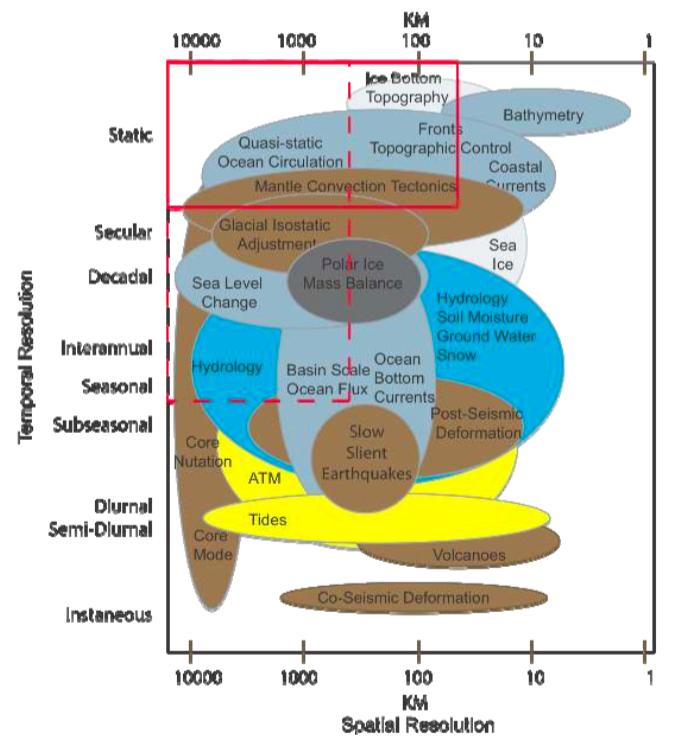 KM
10000 1000 100 10 1
Ice Bottom
Topography
Bathymetry
Static
Quasi-static
Ocean Circulation
Fronts
Topographic Control
Coastal
Currents
Mantle Convection Tectonics
Secular
Glacial Isostatic
Adjustment
Sea
Ice
Decadal
Polar Ice
Mass Balance
Sea Level
Change
Hydrology
Soil Moisture
Ground Water
Snow
Temporal Resolution
Interannual
Hydrology
Basin Scale
Ocean Flux
Ocean
Bottom
Currents
Seasonal
Subseasonal
Post-Seismic
Deformation
Slow
Slient
Earthquakes
Core
Nutation
ATM
Diurnal
Semi-Diurnal
Tides
Core
Mode
Volcanoes
Instaneous
Co-Seismic Deformation
10000 1000 100 10 1
KM
Spatial Resolution